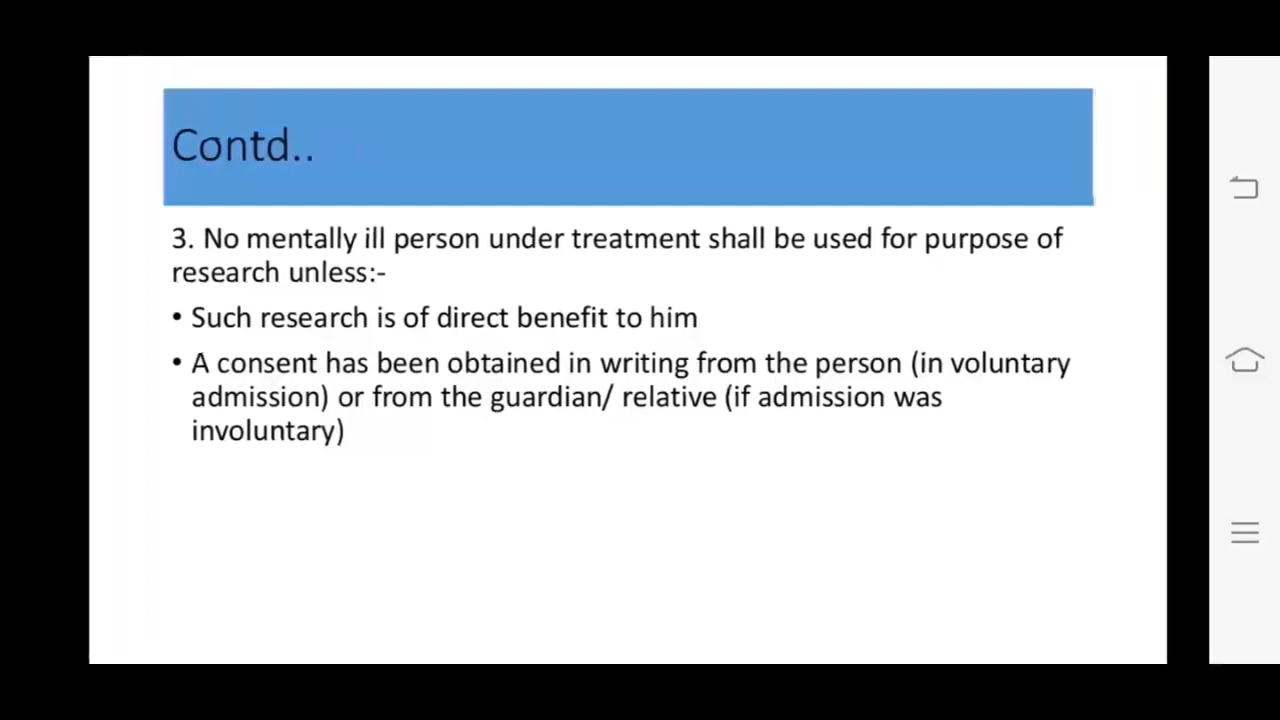 Contd..
3. No mentally ill person under treatment shall be used for purpose of
research unless:-
• Such research is of direct benefit to him
• A consent has been obtained in writing from the person (in voluntary
admission) or from the guardian/ relative (if admission was
involuntary)